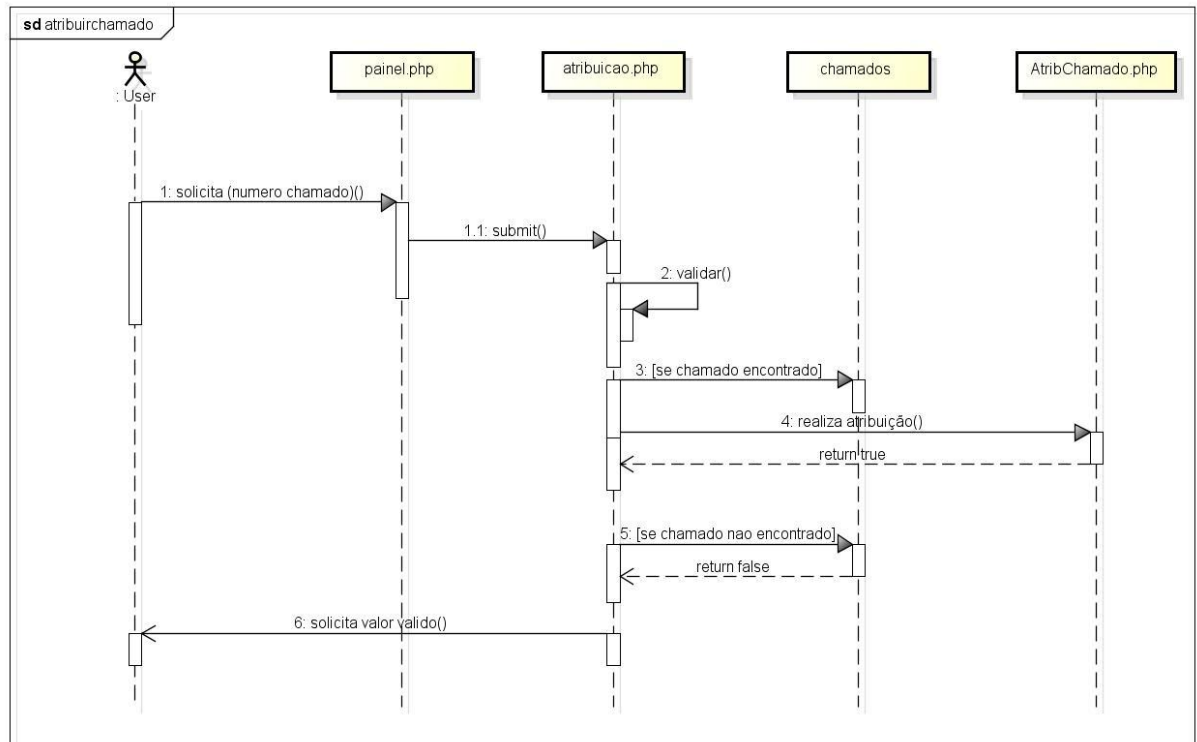 sd atribuirchamado
: User
painel.php
atribuicao.php
chamados
AtribChamado.php
1: solicita (numero chamado)()
1.1: submit()
2: validar()
3: [se chamado encontrado]
4: realiza atribuição()
return true
5: [se chamado nao encontrado]
return false
6: solicita valor valido()